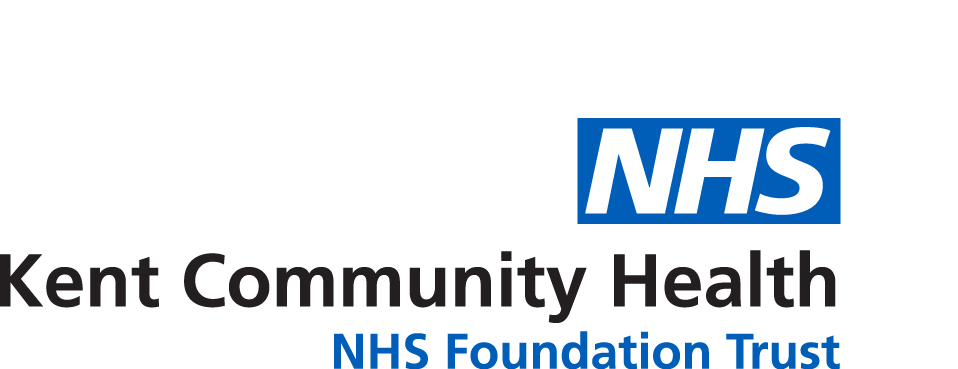 NHS
Kent Community Health
NHS Foundation Trust